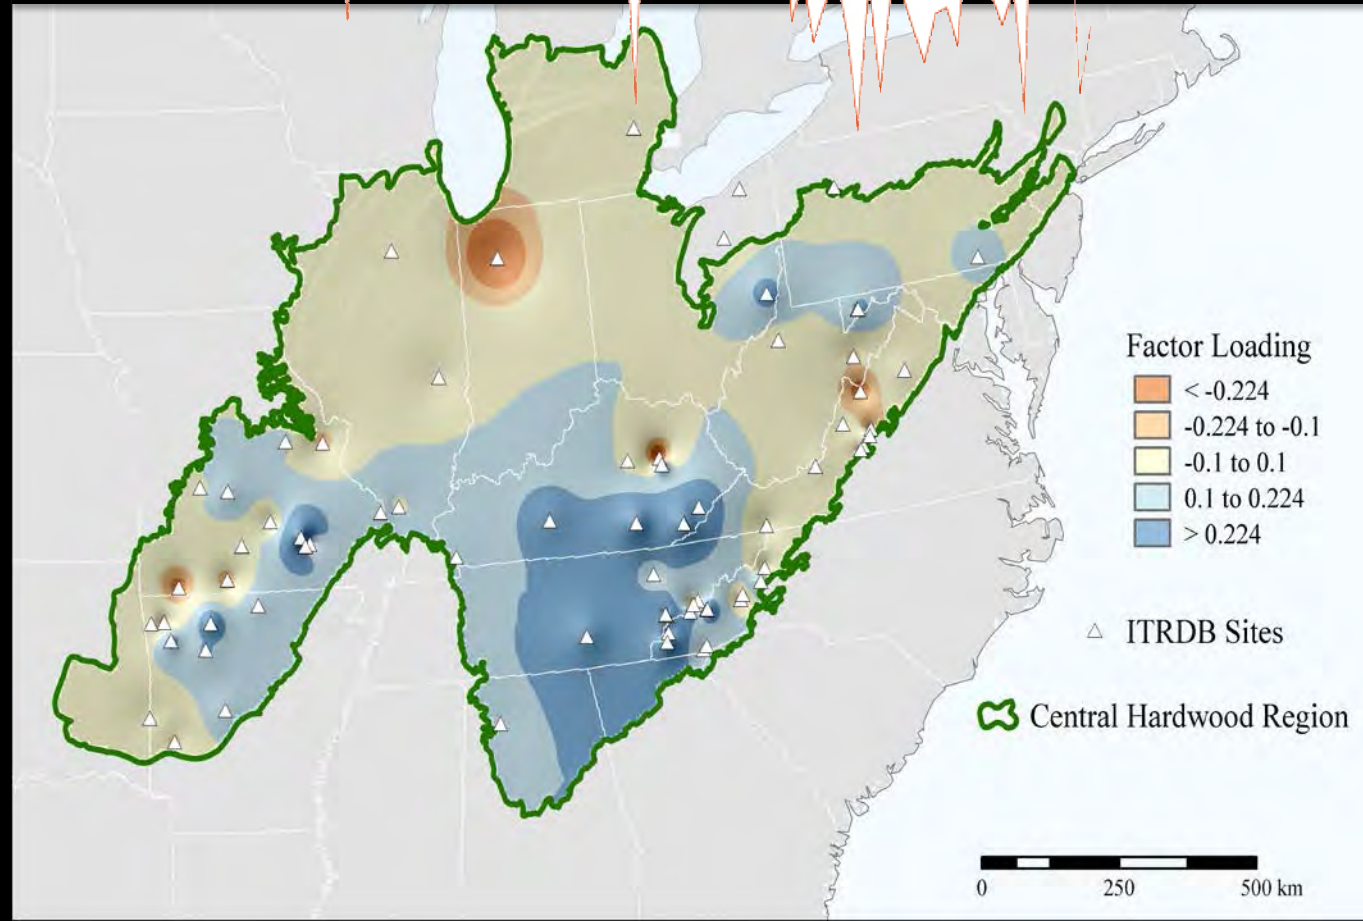 Factor Loading
< -0.224
-0.224 to -0.1
-0.1 to 0.1
0.1 to 0.224
> 0.224
ITRDB Sites
Central Hardwood Region
0 250 500 km